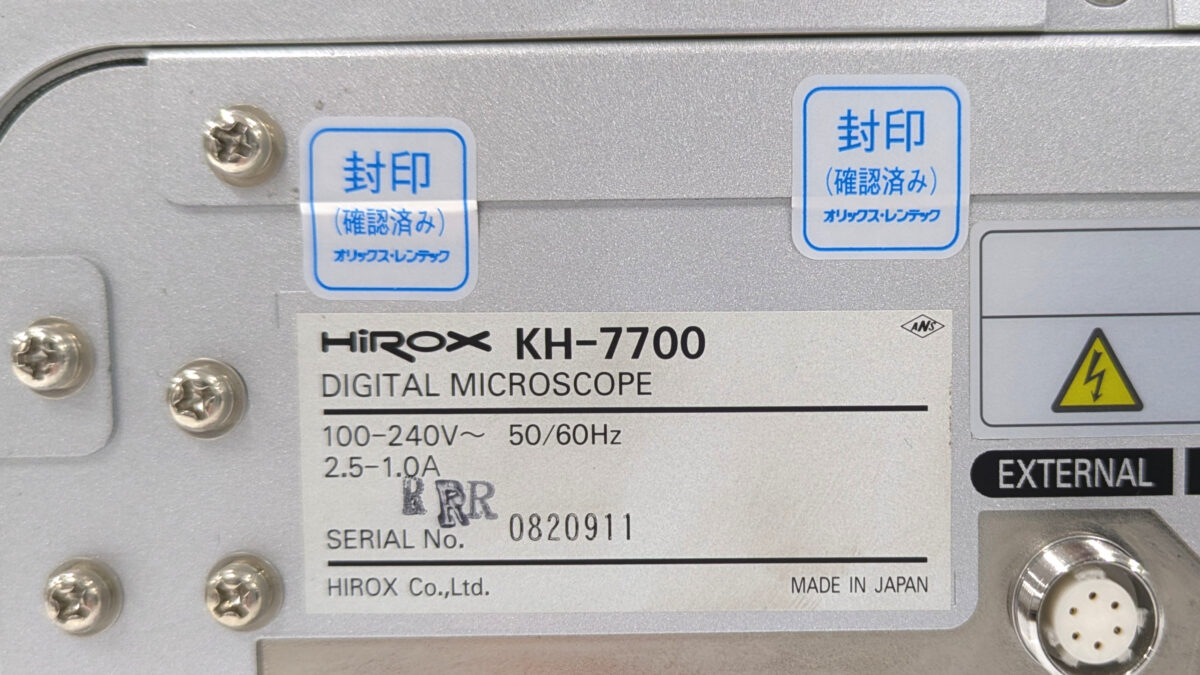 封印
(確認済み)
オリックス・レンテック
封印
(確認済み)
オリックス・レンテック
HiROX KH-7700
ANS
DIGITAL MICROSCOPE
100-240V~ 50/60Hz
2.5-1.0A
RR
SERIAL No. 0820911
HIROX Co.,Ltd.
MADE IN JAPAN
EXTERNAL